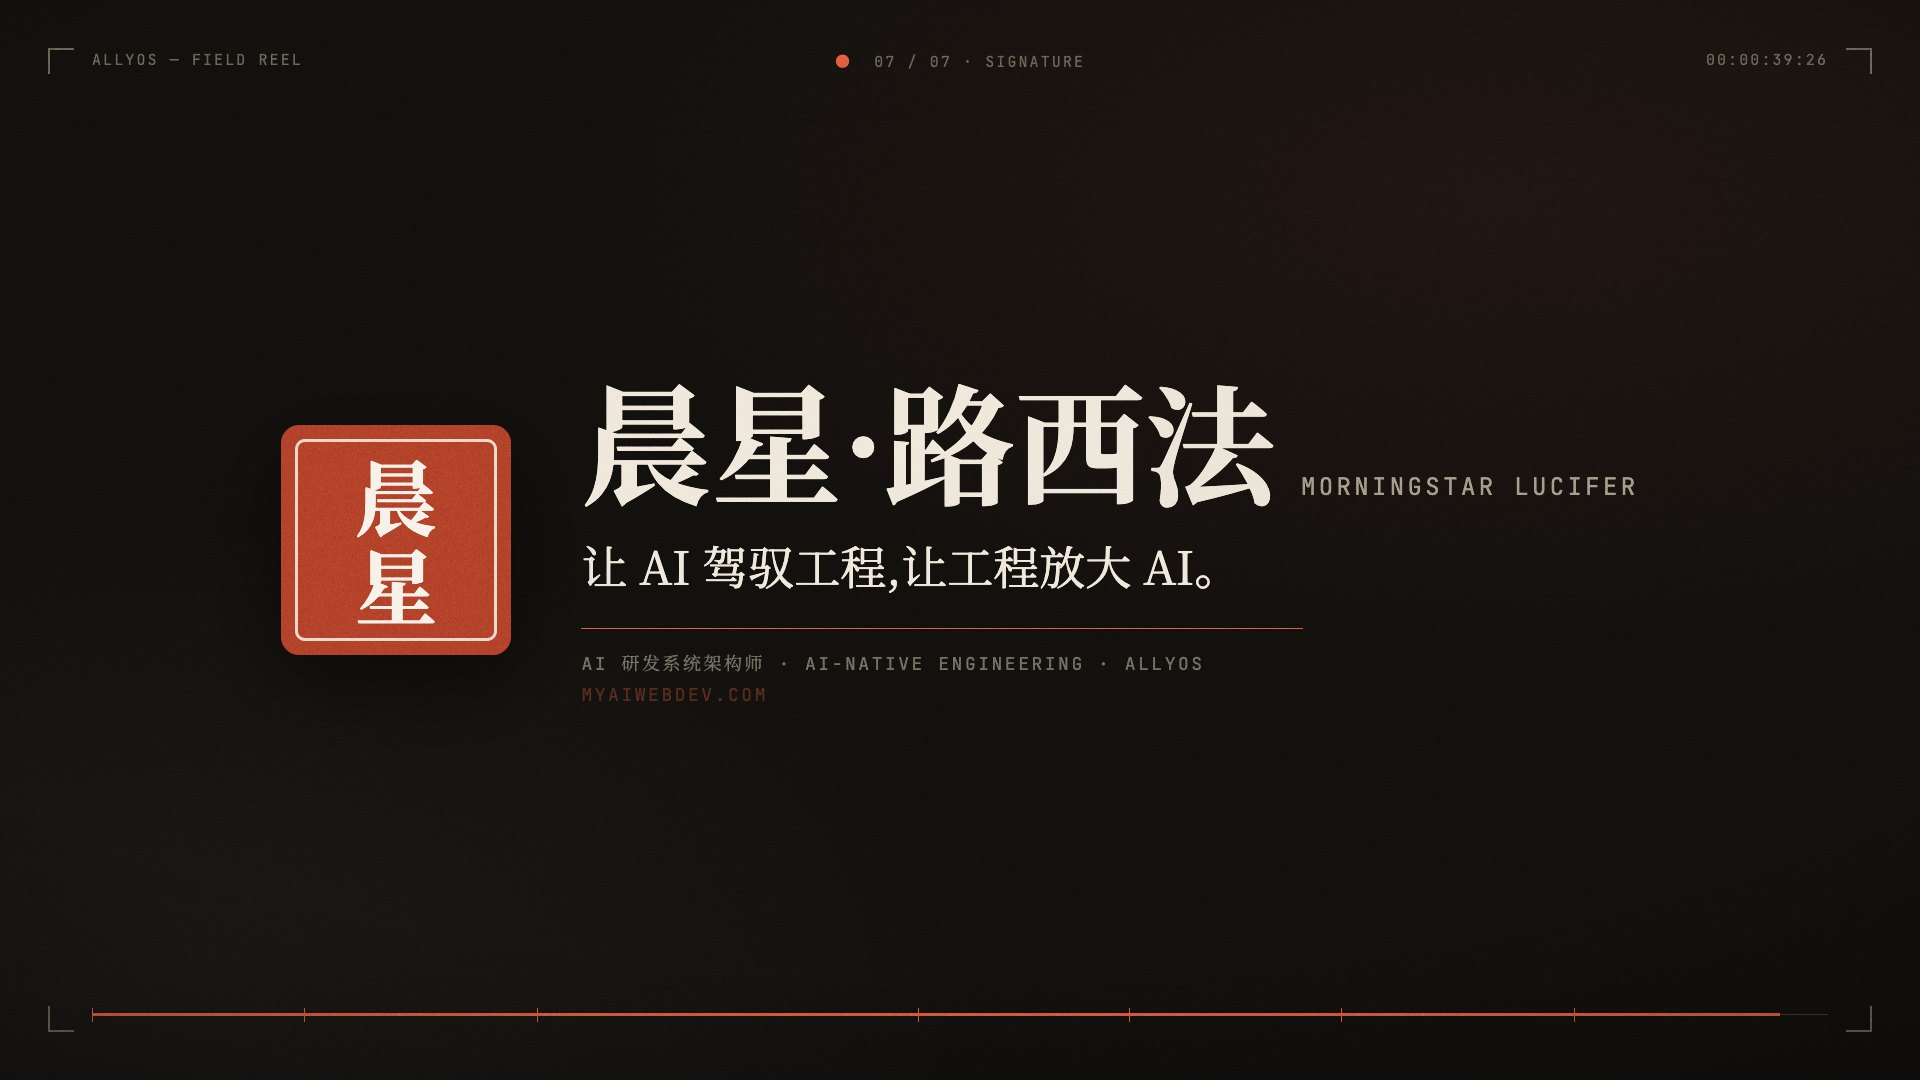 ALLYOS — FIELD REEL
07 / 07 · SIGNATURE
00:00:39:26
晨星
晨星·路西法 MORNINGSTAR LUCIFER
让 AI 驾驭工程,让工程放大 AI。
AI 研发系统架构师 · AI-NATIVE ENGINEERING · ALLYOS
MYAIWEBDEV.COM